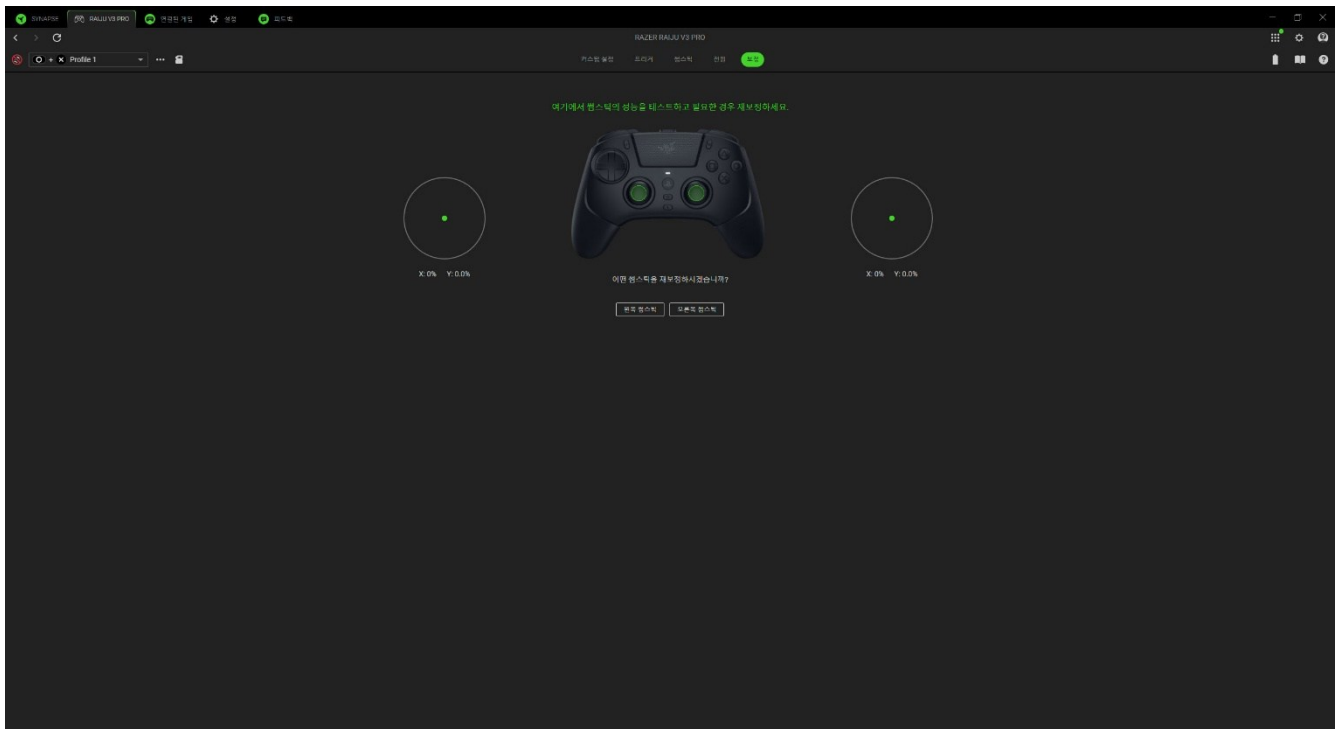 SYNAPSE RAIJU V3 PRO 연결된 게임 설정 피드백
RAZER RAIJU V3 PRO
Profile 1
커스텀 설정 트리거 썸스틱 전원 보정
여기에서 썸스틱의 성능을 테스트하고 필요한 경우 재보정하세요.
X: 0% Y: 0.0%
X: 0% Y: 0.0%
어떤 썸스틱을 재보정하시겠습니까?
왼쪽 썸스틱 오른쪽 썸스틱